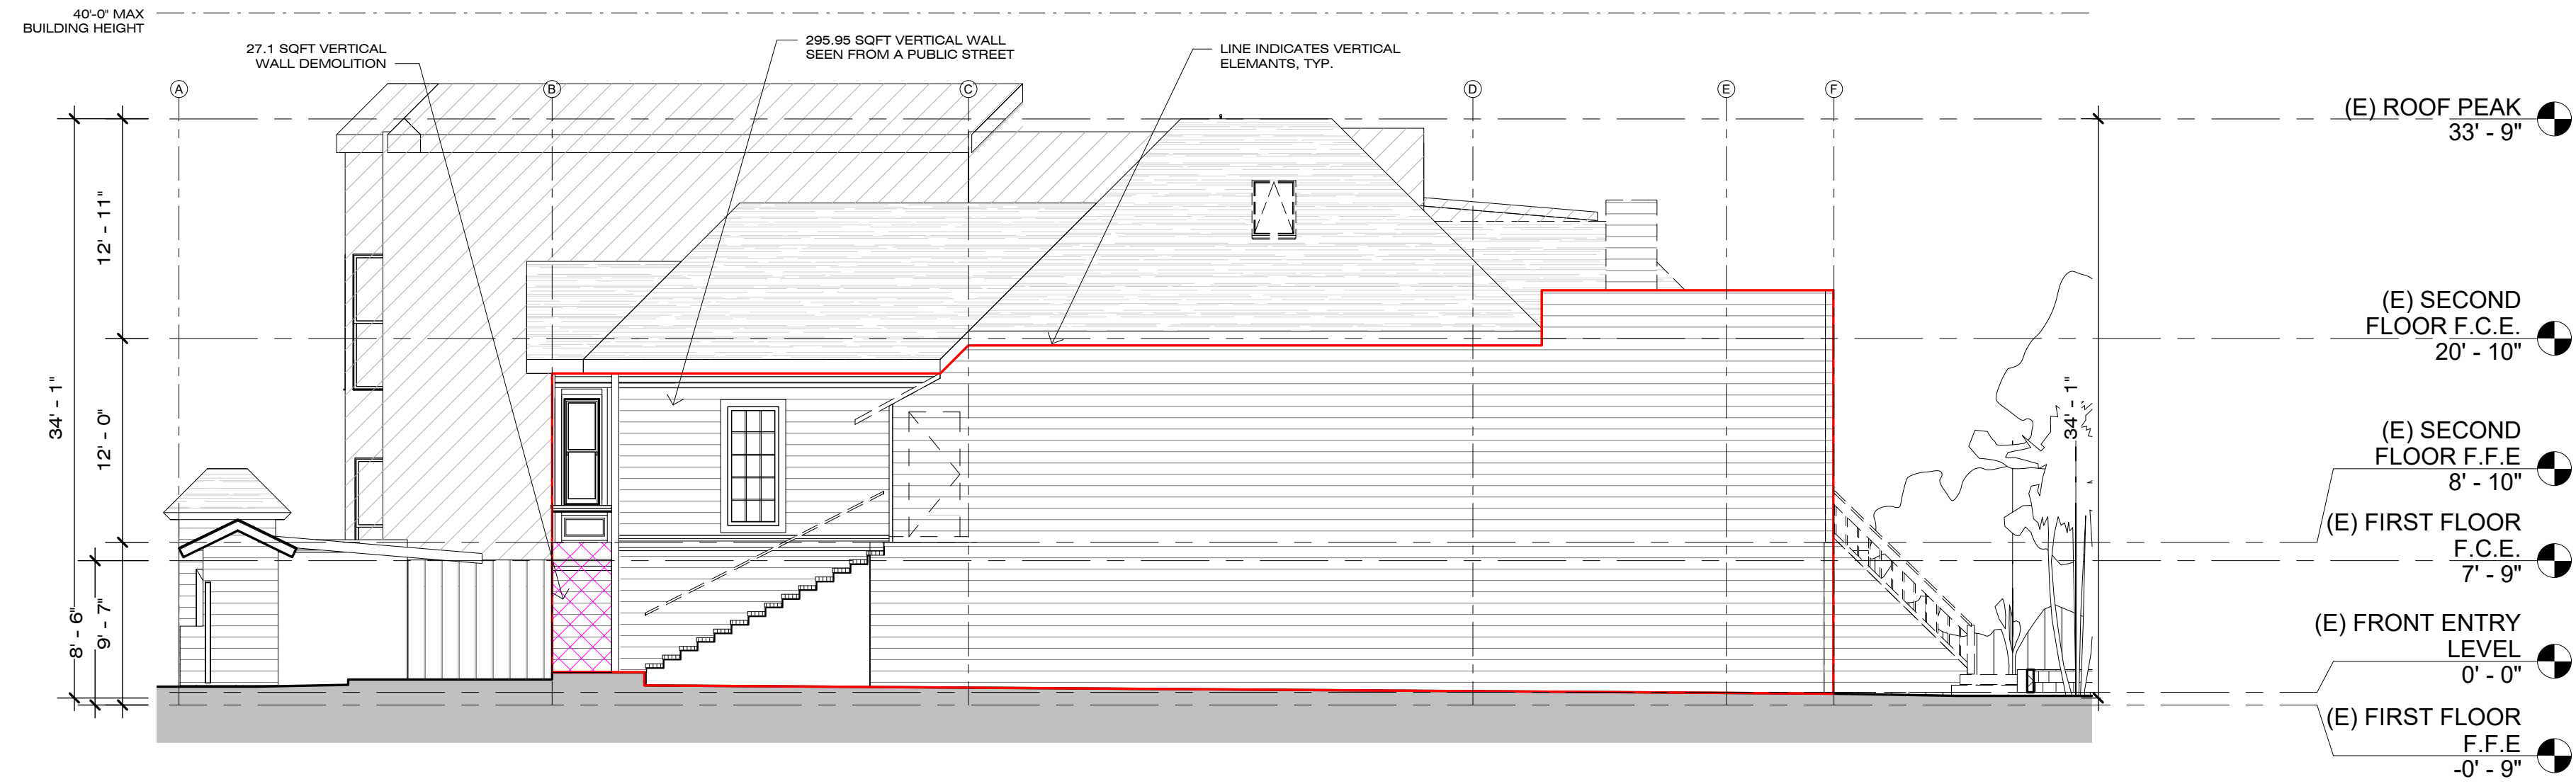 40'-0" MAX
BUILDING HEIGHT
27.1 SQFT VERTICAL
WALL DEMOLITION
295.95 SQFT VERTICAL WALL
SEEN FROM A PUBLIC STREET
LINE INDICATES VERTICAL
ELEMANTS, TYP.
A
B
C
D
E
F
34' - 1"
12' - 11"
12' - 0"
8' - 6"
9' - 7"
34' - 1"
(E) ROOF PEAK
33' - 9"
(E) SECOND
FLOOR F.C.E.
20' - 10"
(E) SECOND
FLOOR F.F.E
8' - 10"
(E) FIRST FLOOR
F.C.E.
7' - 9"
(E) FRONT ENTRY
LEVEL
0' - 0"
(E) FIRST FLOOR
F.F.E
-0' - 9"